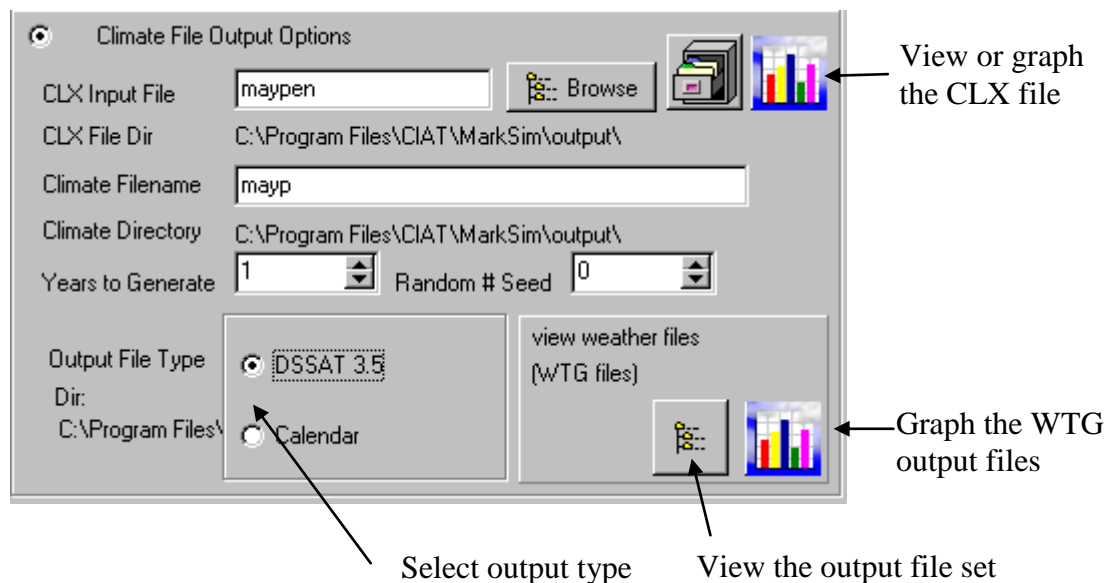 Climate File Output Options
CLX Input File maypen Browse
View or graph
the CLX file
CLX File Dir C:\Program Files\CIAT\MarkSim\output\
Climate Filename mayp
Climate Directory C:\Program Files\CIAT\MarkSim\output\
Years to Generate 1 Random # Seed 0
Output File Type
Dir:
C:\Program Files\
DSSAT 3.5
Calendar
view weather files
(WTG files)
Graph the WTG
output files
Select output type
View the output file set